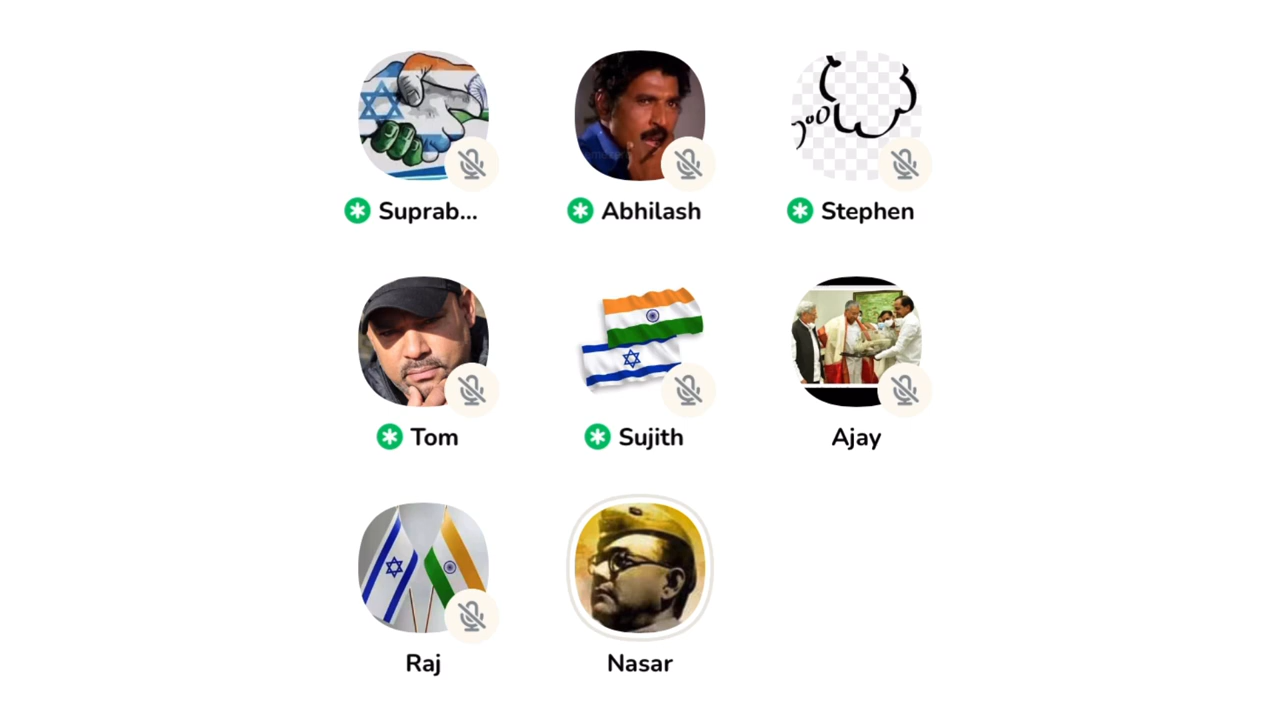 Suprab...
Abhilash
Stephen
Tom
Sujith
Ajay
Raj
Nasar